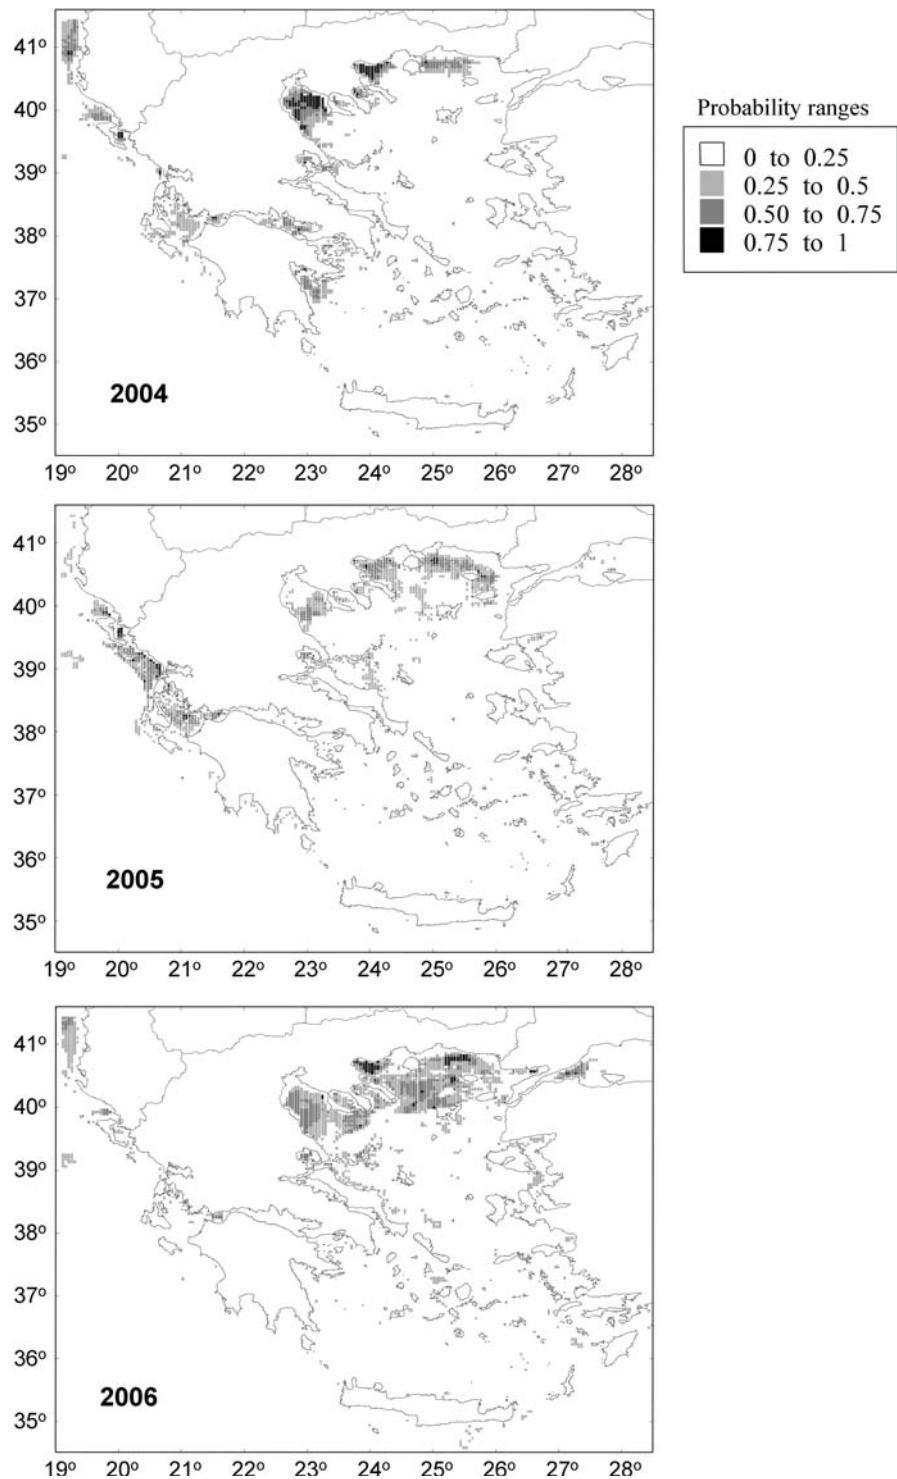 41º
40º
39º
38º
37º
36º
35º
2004
19º 20º 21º 22º 23º 24º 25º 26º 27º 28º
Probability ranges
0 to 0.25
0.25 to 0.5
0.50 to 0.75
0.75 to 1
41º
40º
39º
38º
37º
36º
35º
2005
19º 20º 21º 22º 23º 24º 25º 26º 27º 28º
41º
40º
39º
38º
37º
36º
35º
2006
19º 20º 21º 22º 23º 24º 25º 26º 27º 28º